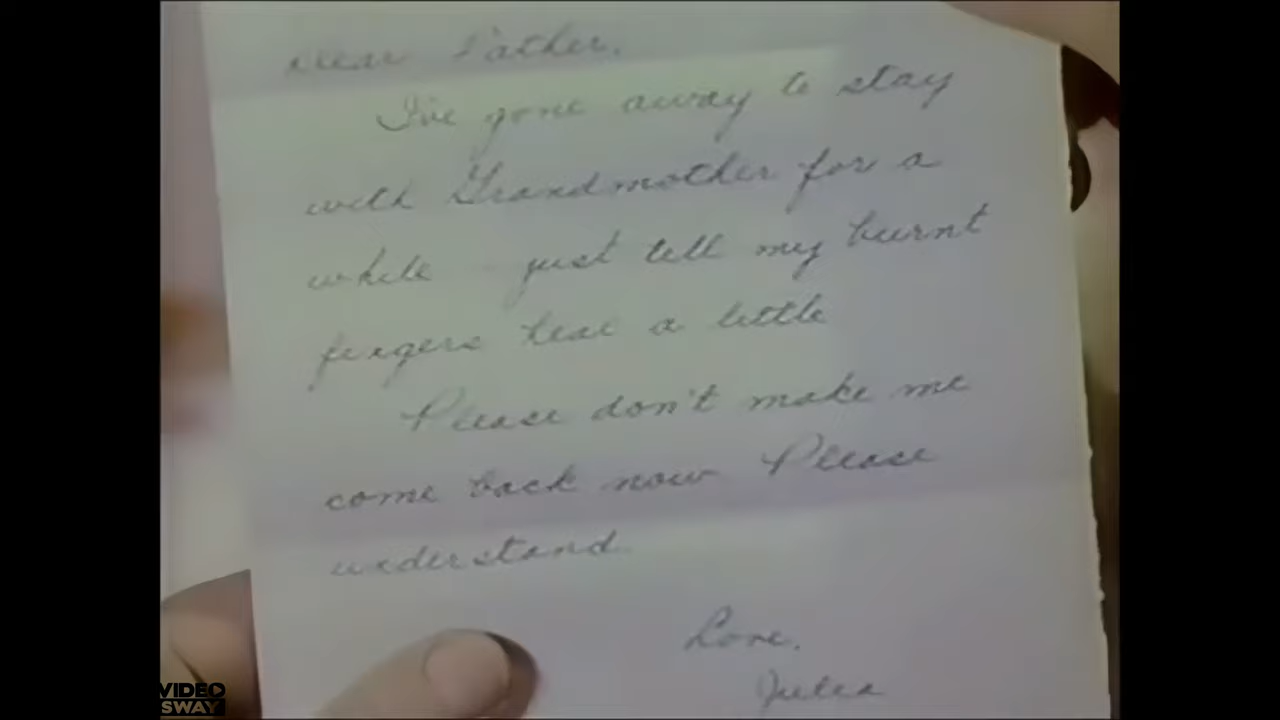 Dear Father,
I've gone away to stay
with Grandmother for a
while - just till my burnt
fingers heal a little
Please don't make me
come back now Please
understand.
Love,
Julia
VIDEO
SWAY